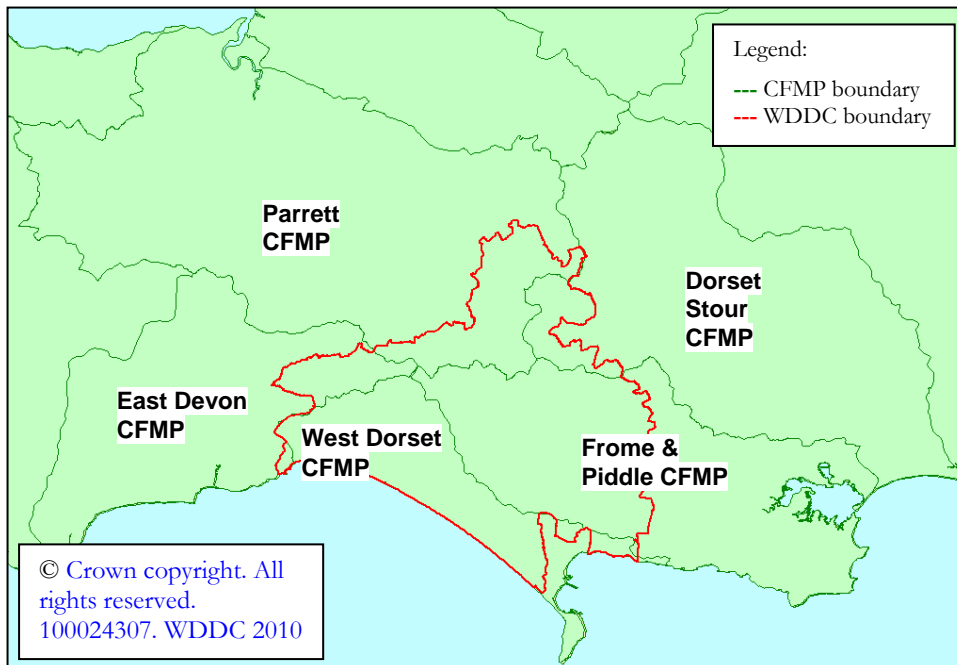 Legend:
--- CFMP boundary
--- WDDC boundary
Parrett
CFMP
Dorset
Stour
CFMP
East Devon
CFMP
West Dorset
CFMP
Frome &
Piddle CFMP
© Crown copyright. All
rights reserved.
100024307. WDDC 2010